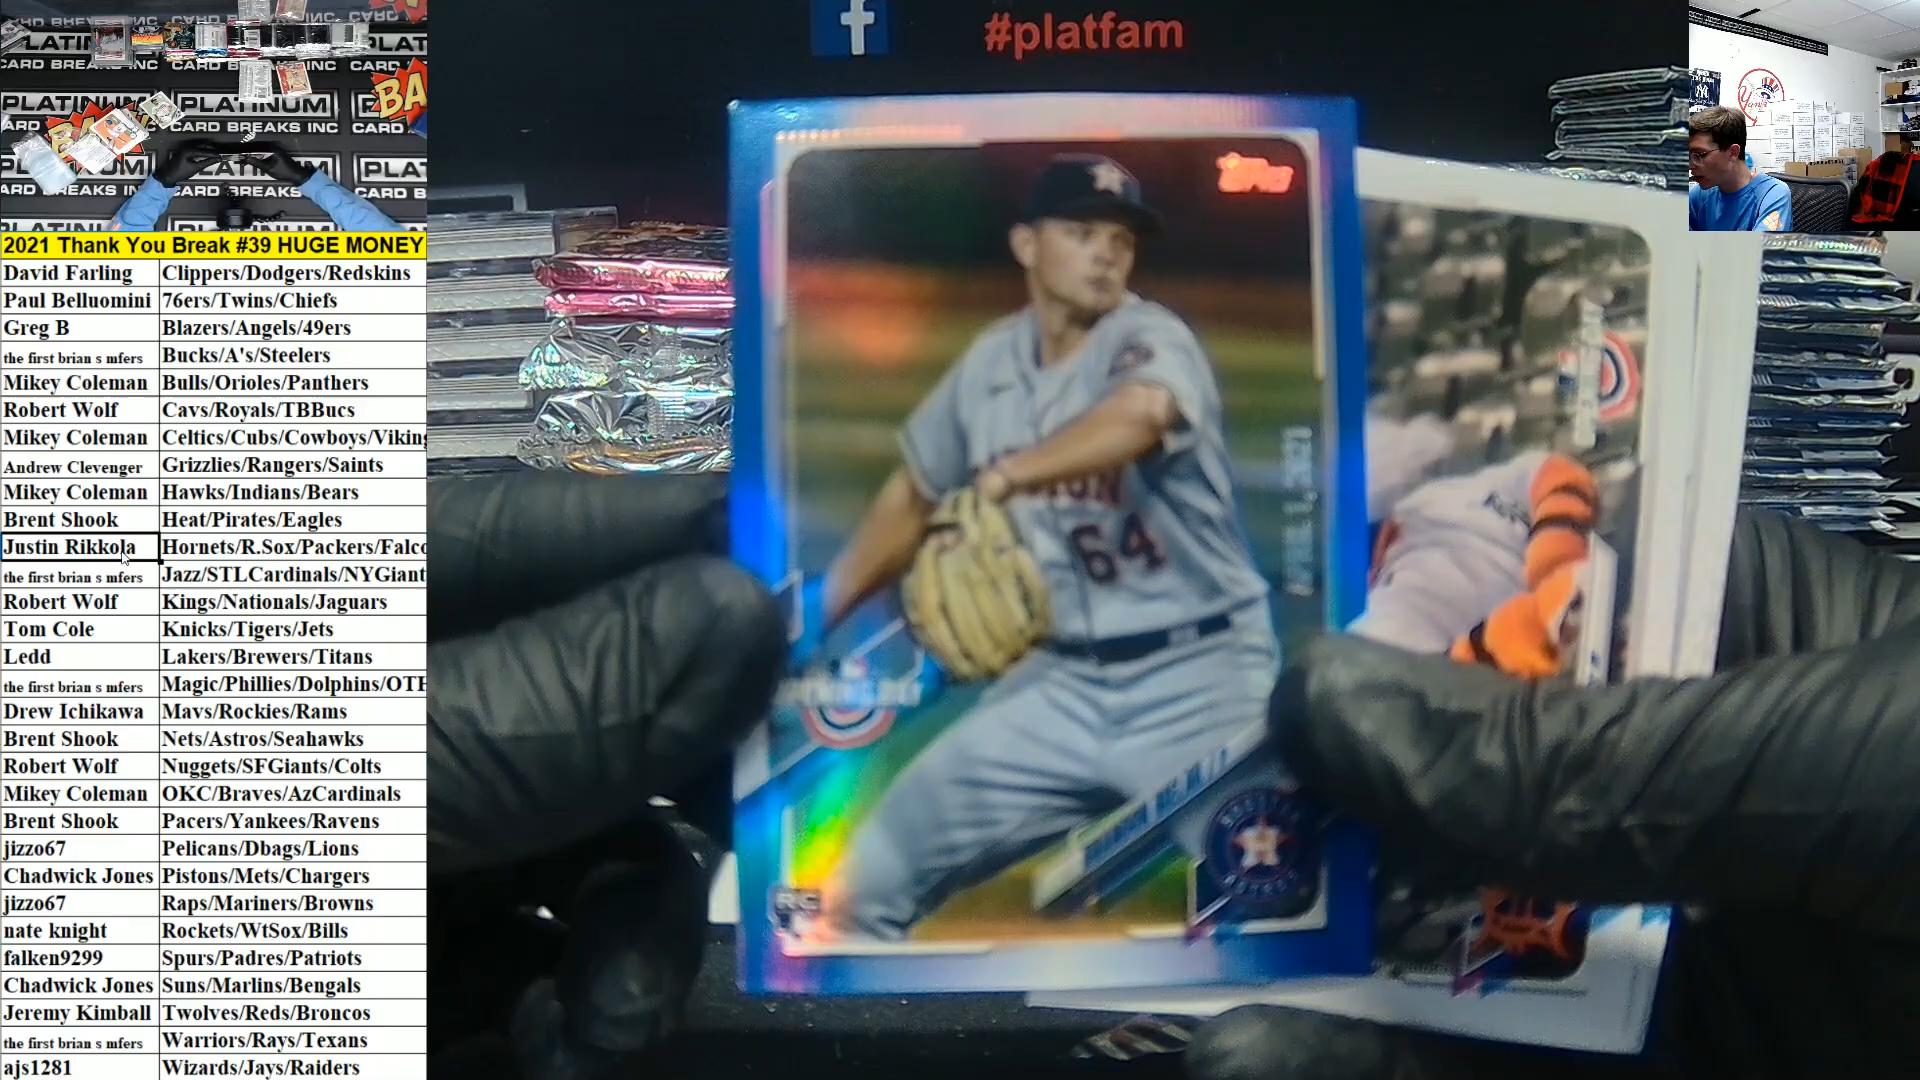 #platfam
PLATINUM
CARD BREAKS INC
2021 Thank You Break #39 HUGE MONEY
David Farling Clippers/Dodgers/Redskins
Paul Belluomini 76ers/Twins/Chiefs
Greg B Blazers/Angels/49ers
the first brian s mfers Bucks/A's/Steelers
Mikey Coleman Bulls/Orioles/Panthers
Robert Wolf Cavs/Royals/TBBucs
Mikey Coleman Celtics/Cubs/Cowboys/Viking
Andrew Clevenger Grizzlies/Rangers/Saints
Mikey Coleman Hawks/Indians/Bears
Brent Shook Heat/Pirates/Eagles
Justin Rikkola Hornets/R.Sox/Packers/Falco
the first brian s mfers Jazz/STLCardinals/NYGiant
Robert Wolf Kings/Nationals/Jaguars
Tom Cole Knicks/Tigers/Jets
Ledd Lakers/Brewers/Titans
the first brian s mfers Magic/Phillies/Dolphins/OTH
Drew Ichikawa Mavs/Rockies/Rams
Brent Shook Nets/Astros/Seahawks
Robert Wolf Nuggets/SFGiants/Colts
Mikey Coleman OKC/Braves/AzCardinals
Brent Shook Pacers/Yankees/Ravens
jizzo67 Pelicans/Dbags/Lions
Chadwick Jones Pistons/Mets/Chargers
jizzo67 Raps/Mariners/Browns
nate knight Rockets/WtSox/Bills
falken9299 Spurs/Padres/Patriots
Chadwick Jones Suns/Marlins/Bengals
Jeremy Kimball Twolves/Reds/Broncos
the first brian s mfers Warriors/Rays/Texans
ajs1281 Wizards/Jays/Raiders
Topps
64
APRIL 1, 2021
RC